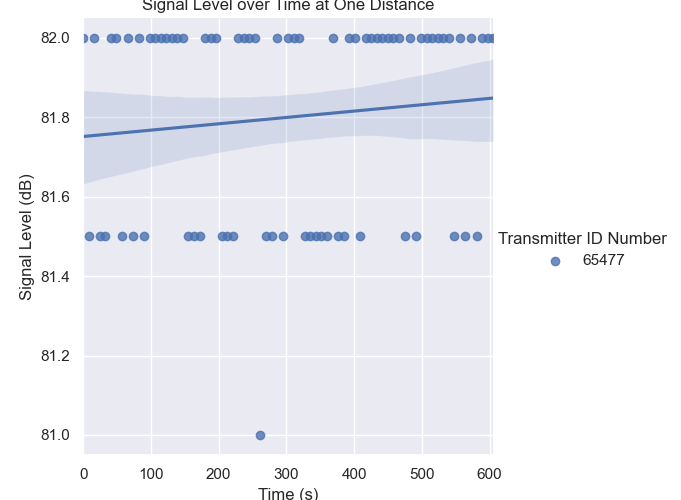 Signal Level over Time at One Distance
82.0
81.8
81.6
81.4
81.2
81.0
Signal Level (dB)
0 100 200 300 400 500 600
Time (s)
Transmitter ID Number
65477